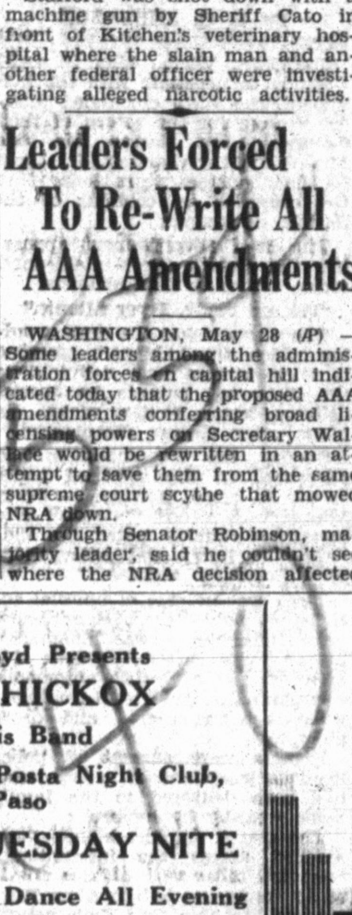 machine gun by Sheriff Cato in
front of Kitchen's veterinary hos-
pital where the slain man and an-
other federal officer were investi-
gating alleged narcotic activities.
Leaders Forced
To Re-Write All
AAA Amendments
WASHINGTON, May 28 (AP) —
Some leaders among the adminis-
tration forces on capital hill indi-
cated today that the proposed AAA
amendments conferring broad li-
censing powers on Secretary Wal-
lace would be rewritten in an at-
tempt to save them from the same
supreme court scythe that mowed
NRA down.
Through Senator Robinson, ma-
jority leader, said he couldn't se
where the NRA decision affected
yd Presents
HICKOX
is Band
Posta Night Club,
Paso
UESDAY NITE
Dance All Evening